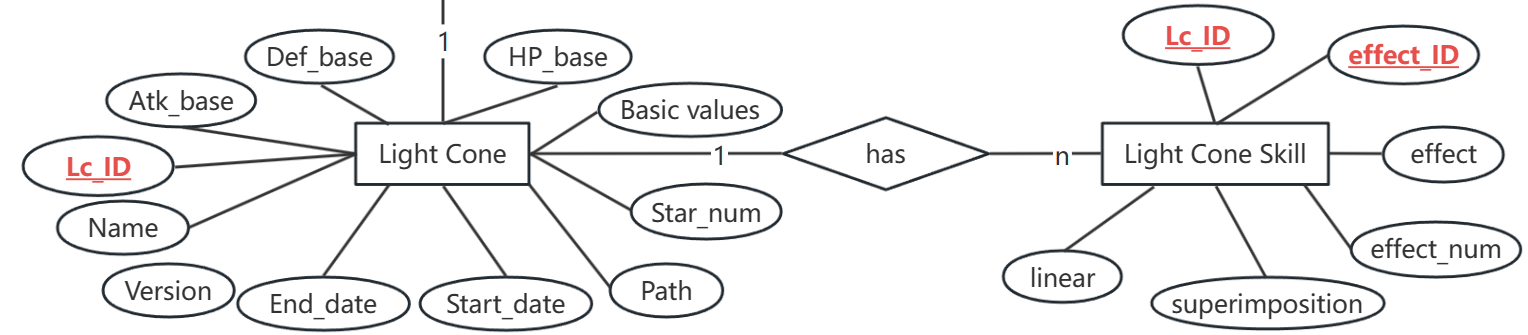 1
Def_base
HP_base
Atk_base
Basic values
Lc_ID
Light Cone
1
has
n
Name
Star_num
Version
End_date
Start_date
Path
Lc_ID
effect_ID
Light Cone Skill
effect
effect_num
linear
superimposition